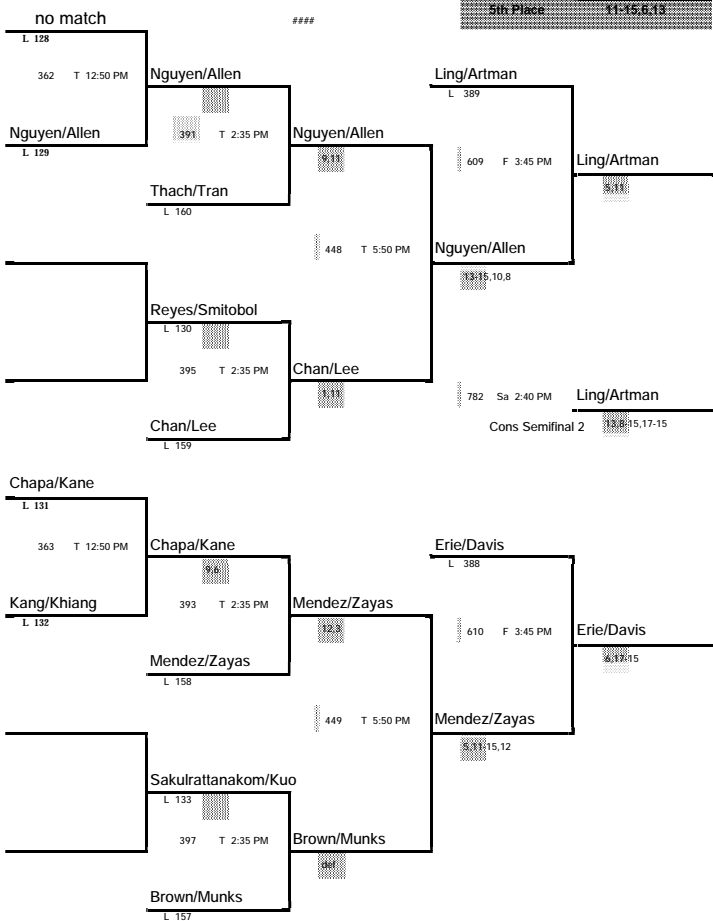 no match
####
5th Place 11-15,6,13
L 128
362 T 12:50 PM
Nguyen/Allen
Ling/Artman
L 389
Nguyen/Allen
391 T 2:35 PM
Nguyen/Allen
L 129
9,11
609 F 3:45 PM
Ling/Artman
5,11
Thach/Tran
L 160
448 T 5:50 PM
Nguyen/Allen
13-15,10,8
Reyes/Smitobol
L 130
395 T 2:35 PM
Chan/Lee
1,11
782 Sa 2:40 PM
Ling/Artman
Chan/Lee
Cons Semifinal 2
13,8-15,17-15
L 159
Chapa/Kane
L 131
363 T 12:50 PM
Chapa/Kane
Erie/Davis
L 388
9,6
Kang/Khiang
393 T 2:35 PM
Mendez/Zayas
L 132
12,3
610 F 3:45 PM
Erie/Davis
6,17-15
Mendez/Zayas
L 158
449 T 5:50 PM
Mendez/Zayas
5,11-15,12
Sakulrattanakom/Kuo
L 133
397 T 2:35 PM
Brown/Munks
def
Brown/Munks
L 157